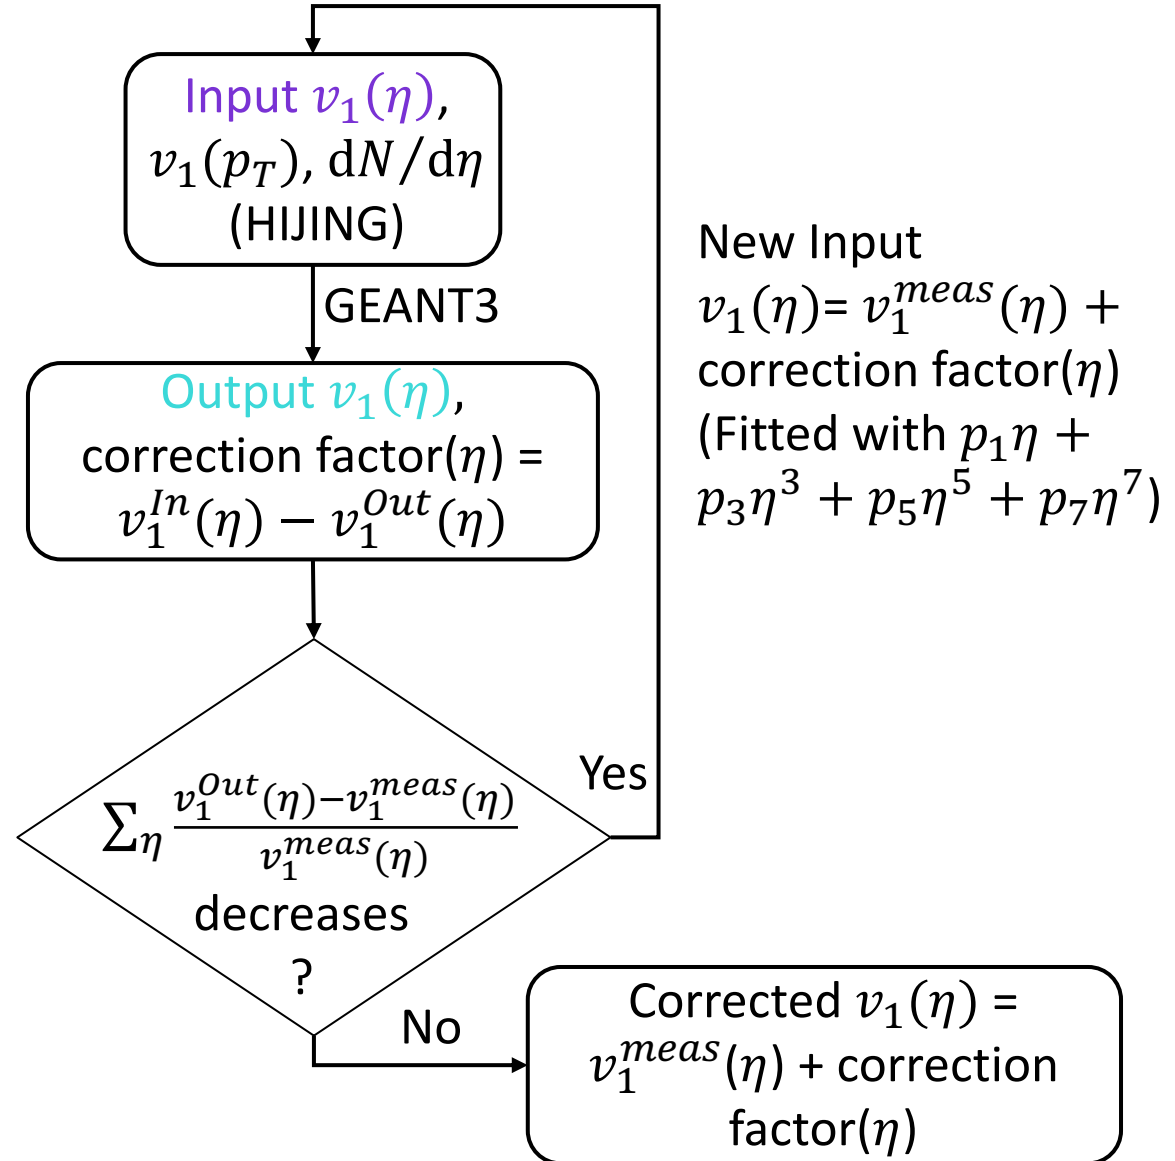 Input 𝑣₁(𝜂),
𝑣₁(𝑝_T), d𝑁/d𝜂
(HIJING)
GEANT3
Output 𝑣₁(𝜂),
correction factor(𝜂) =
𝑣₁^{In}(𝜂) − 𝑣₁^{Out}(𝜂)
New Input
𝑣₁(𝜂)= 𝑣₁^{meas}(𝜂) +
correction factor(𝜂)
(Fitted with 𝑝₁𝜂 +
𝑝₃𝜂³ + 𝑝₅𝜂⁵ + 𝑝₇𝜂⁷)
Yes
∑_𝜂 \frac{𝑣₁^{Out}(𝜂)−𝑣₁^{meas}(𝜂)}{𝑣₁^{meas}(𝜂)}
decreases
?
No
Corrected 𝑣₁(𝜂) =
𝑣₁^{meas}(𝜂) + correction
factor(𝜂)